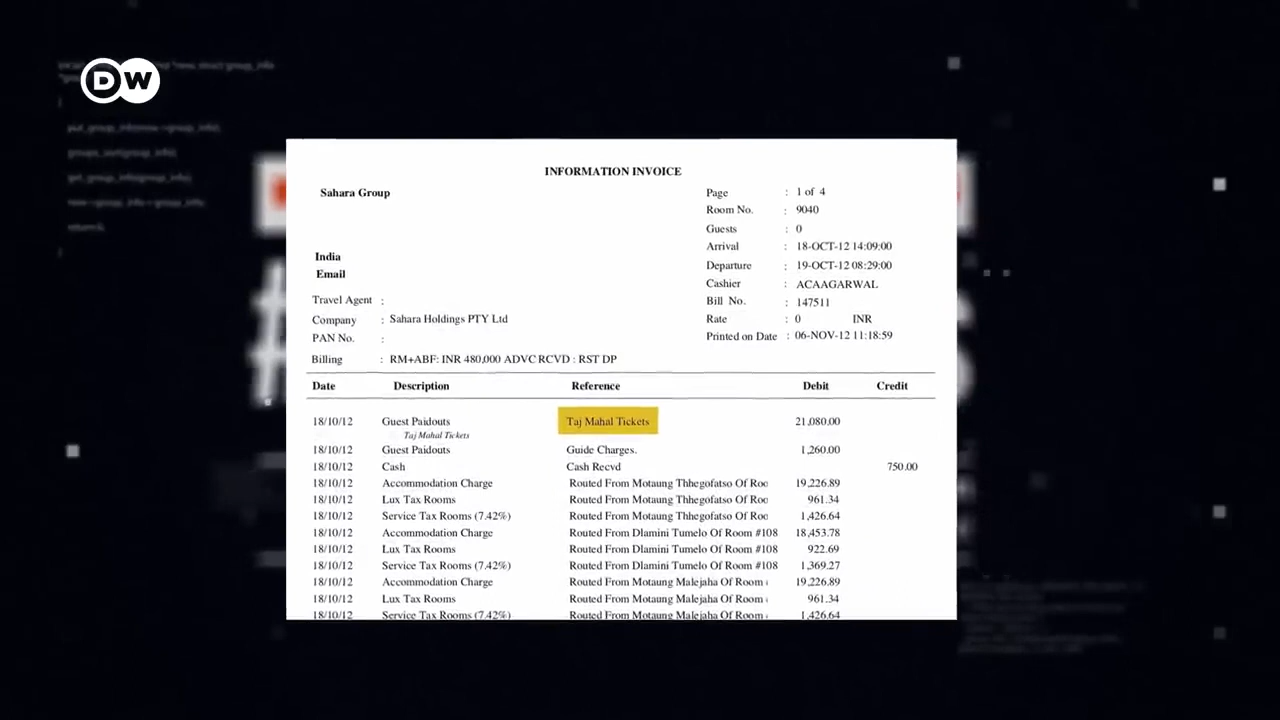 DW
INFORMATION INVOICE
Sahara Group
Page : 1 of 4
Room No. : 9040
Guests : 0
Arrival : 18-OCT-12 14:09:00
India
Departure : 19-OCT-12 08:29:00
Email
Cashier : ACAAGARWAL
Travel Agent :
Bill No. : 147511
Company : Sahara Holdings PTY Ltd
Rate : 0 INR
PAN No. :
Printed on Date : 06-NOV-12 11:18:59
Billing : RM+ABF: INR 480,000 ADVC RCVD : RST DP
Date Description Reference Debit Credit
18/10/12 Guest Paidouts Taj Mahal Tickets 21,080.00
Taj Mahal Tickets
18/10/12 Guest Paidouts Guide Charges. 1,260.00
18/10/12 Cash Cash Recvd 750.00
18/10/12 Accommodation Charge Routed From Motaung Thhegofatso Of Roo 19,226.89
18/10/12 Lux Tax Rooms Routed From Motaung Thhegofatso Of Roo 961.34
18/10/12 Service Tax Rooms (7.42%) Routed From Motaung Thhegofatso Of Roo 1,426.64
18/10/12 Accommodation Charge Routed From Dlamini Tumelo Of Room #108 18,453.78
18/10/12 Lux Tax Rooms Routed From Dlamini Tumelo Of Room #108 922.69
18/10/12 Service Tax Rooms (7.42%) Routed From Dlamini Tumelo Of Room #108 1,369.27
18/10/12 Accommodation Charge Routed From Motaung Malejaha Of Room 19,226.89
18/10/12 Lux Tax Rooms Routed From Motaung Malejaha Of Room 961.34
18/10/12 Service Tax Rooms (7.42%) Routed From Motaung Malejaha Of Room 1,426.64